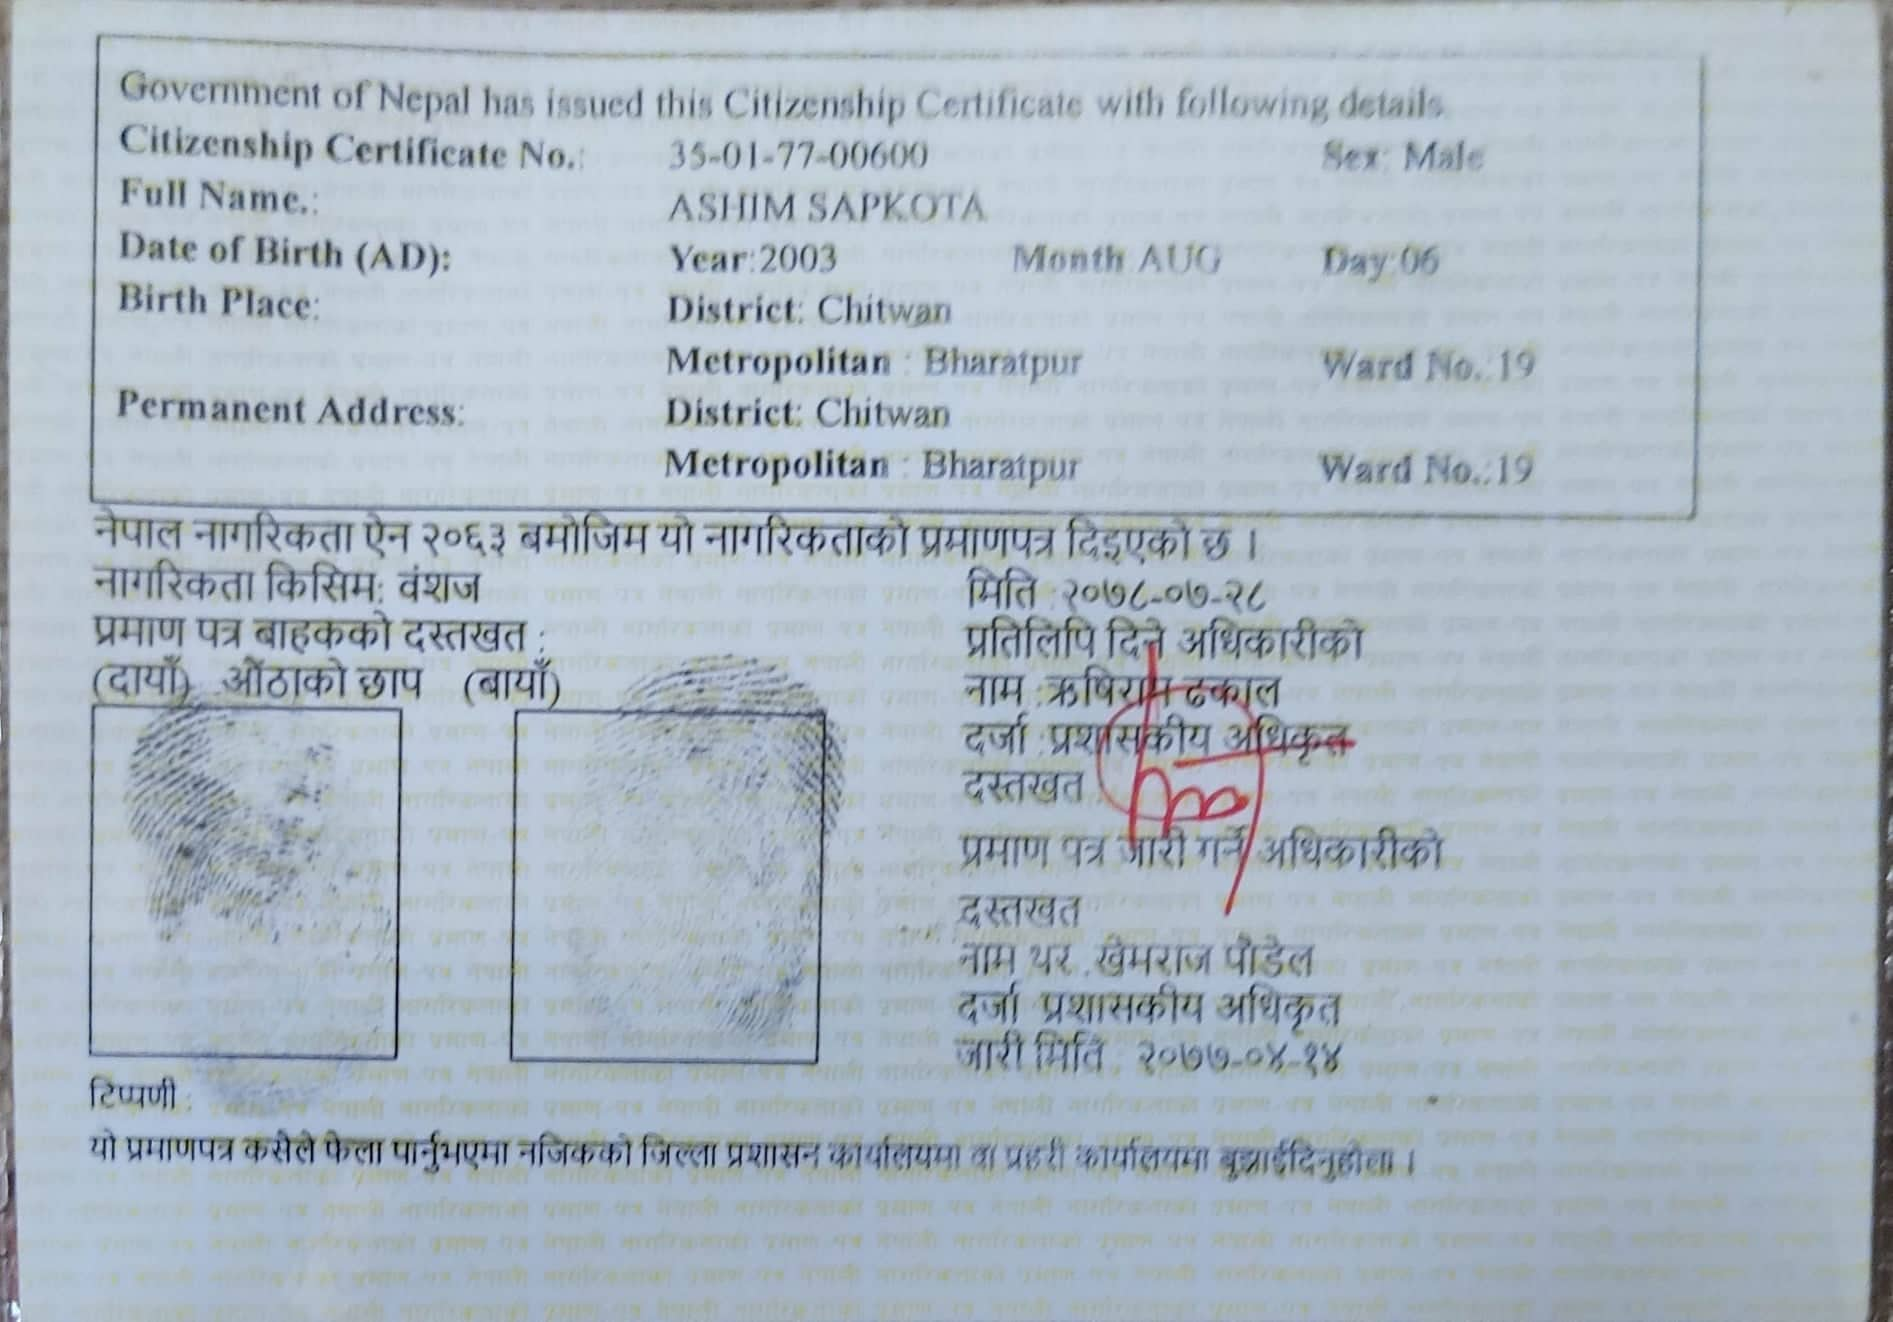 Government of Nepal has issued this Citizenship Certificate with following details.
Citizenship Certificate No.: 35-01-77-00600 Sex: Male
Full Name.: ASHIM SAPKOTA
Date of Birth (AD): Year:2003 Month:AUG Day:06
Birth Place: District: Chitwan
Metropolitan : Bharatpur Ward No.:19
Permanent Address: District: Chitwan
Metropolitan : Bharatpur Ward No.:19
नेपाल नागरिकता ऐन २०६३ बमोजिम यो नागरिकताको प्रमाणपत्र दिइएको छ ।
नागरिकता किसिम: वंशज
प्रमाण पत्र बाहकको दस्तखत :
(दायाँ) औंठाको छाप (बायाँ)
मिति :२०७८-०७-२८
प्रतिलिपि दिने अधिकारीको
नाम :ऋषिराम ढकाल
दर्जा :प्रशासकीय अधिकृत
दस्तखत
प्रमाण पत्र जारी गर्ने अधिकारीको
दस्तखत
नाम थर :खेमराज पौडेल
दर्जा प्रशासकीय अधिकृत
जारी मिति : २०७७-०४-१४
टिप्पणी :
यो प्रमाणपत्र कसैले फेला पार्नुभएमा नजिकको जिल्ला प्रशासन कार्यालयमा वा प्रहरी कार्यालयमा बुझाईदिनुहोला ।